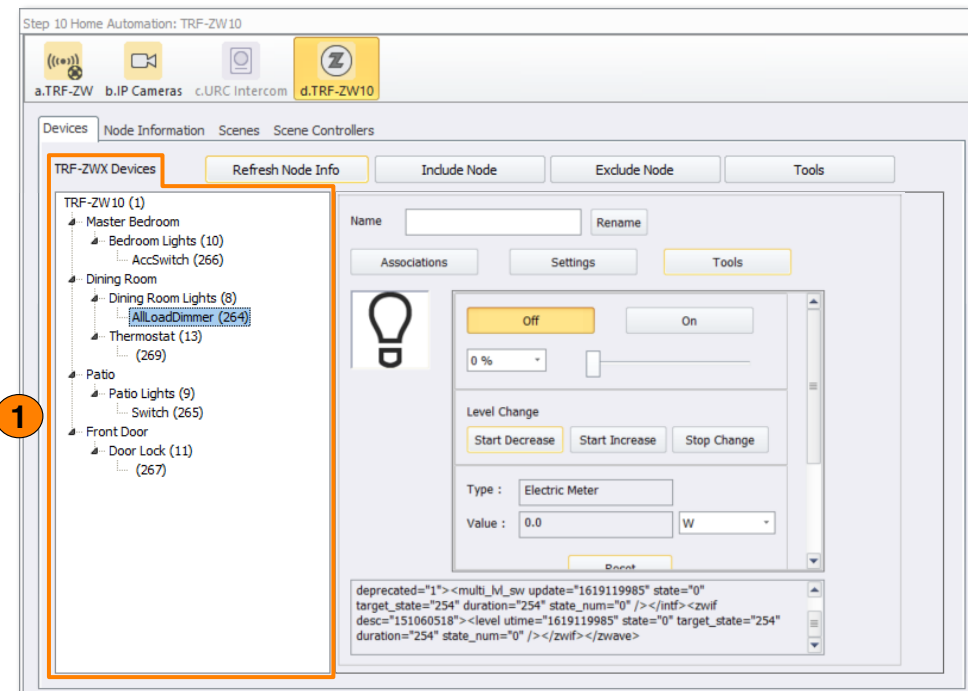 Step 10 Home Automation: TRF-ZW10
a.TRF-ZW b.IP Cameras c.URC Intercom d.TRF-ZW10
Devices Node Information Scenes Scene Controllers
TRF-ZWX Devices Refresh Node Info Include Node Exclude Node Tools
TRF-ZW10 (1)
Master Bedroom
Bedroom Lights (10)
AccSwitch (266)
Dining Room
Dining Room Lights (8)
AllLoadDimmer (264)
Thermostat (13)
(269)
Patio
Patio Lights (9)
Switch (265)
Front Door
Door Lock (11)
(267)
1
Name Rename
Associations Settings Tools
Off On
0 %
Level Change
Start Decrease Start Increase Stop Change
Type : Electric Meter
Value : 0.0 W
Reset
deprecated="1"><multi_lvl_sw update="1619119985" state="0"
target_state="254" duration="254" state_num="0" /></intf><zwif
desc="151060518"><level utime="1619119985" state="0" target_state="254"
duration="254" state_num="0" /></zwif></zwave>